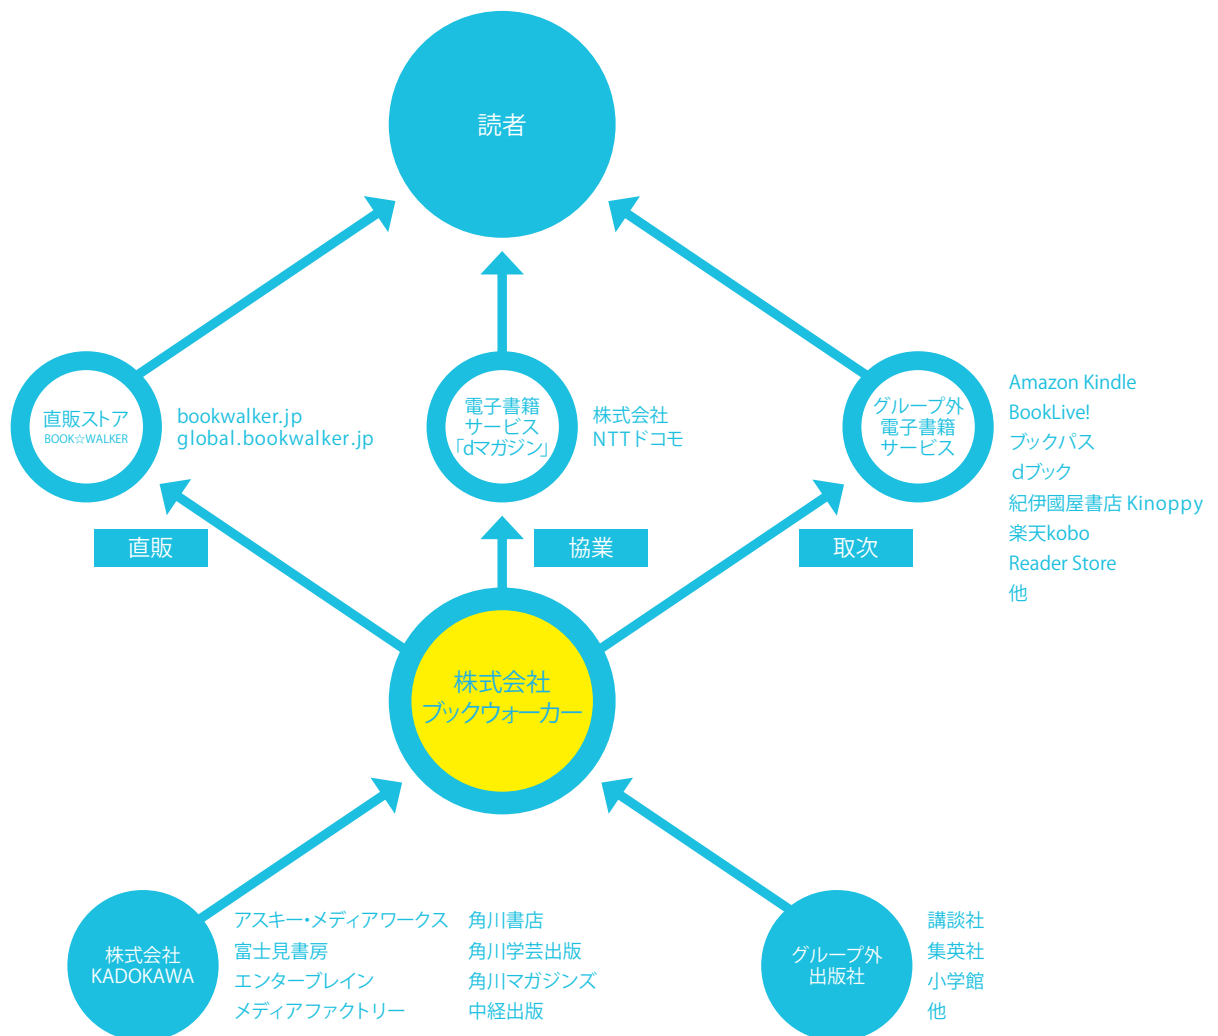 読者
直販ストア
BOOK☆WALKER
bookwalker.jp
global.bookwalker.jp
電子書籍
サービス
「dマガジン」
株式会社
NTTドコモ
グループ外
電子書籍
サービス
Amazon Kindle
BookLive!
ブックパス
dブック
紀伊國屋書店 Kinoppy
楽天kobo
Reader Store
他
直販
協業
取次
株式会社
ブックウォーカー
株式会社
KADOKAWA
アスキー・メディアワークス
富士見書房
エンターブレイン
メディアファクトリー
角川書店
角川学芸出版
角川マガジンズ
中経出版
グループ外
出版社
講談社
集英社
小学館
他